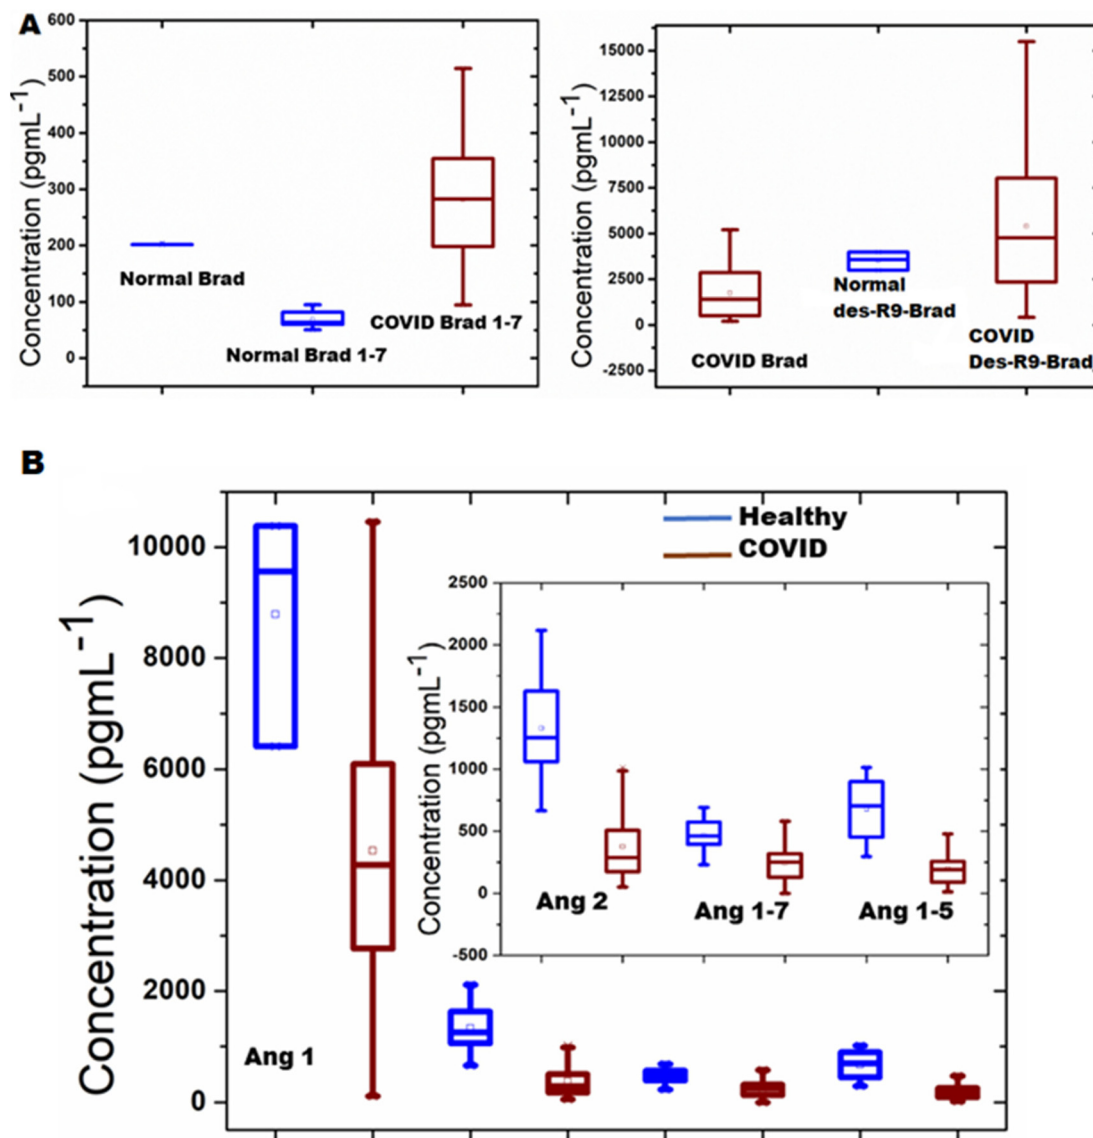 A
Concentration (pgmL-1)
600
500
400
300
200
100
0
Normal Brad
Normal Brad 1-7
COVID Brad 1-7
Concentration (pgmL-1)
15000
12500
10000
7500
5000
2500
0
-2500
COVID Brad
Normal
des-R9-Brad
COVID
Des-R9-Brad
B
Concentration (pgmL-1)
10000
8000
6000
4000
2000
0
Ang 1
Healthy
COVID
Concentration (pgmL-1)
2500
2000
1500
1000
500
0
-500
Ang 2
Ang 1-7
Ang 1-5